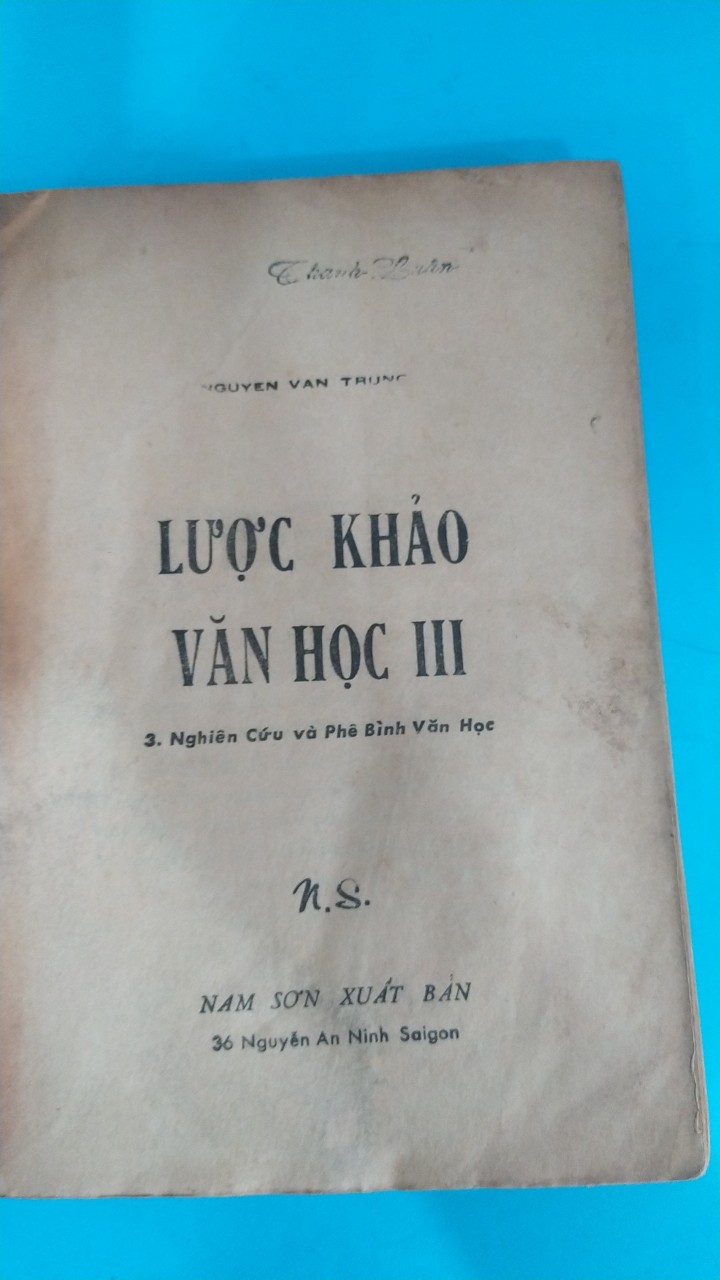 Thanh
NGUYEN VAN TRUNG
LƯỢC KHẢO
VĂN HỌC III
3. Nghiên Cứu và Phê Bình Văn Học
N.S.
NAM SƠN XUẤT BẢN
36 Nguyễn An Ninh Saigon